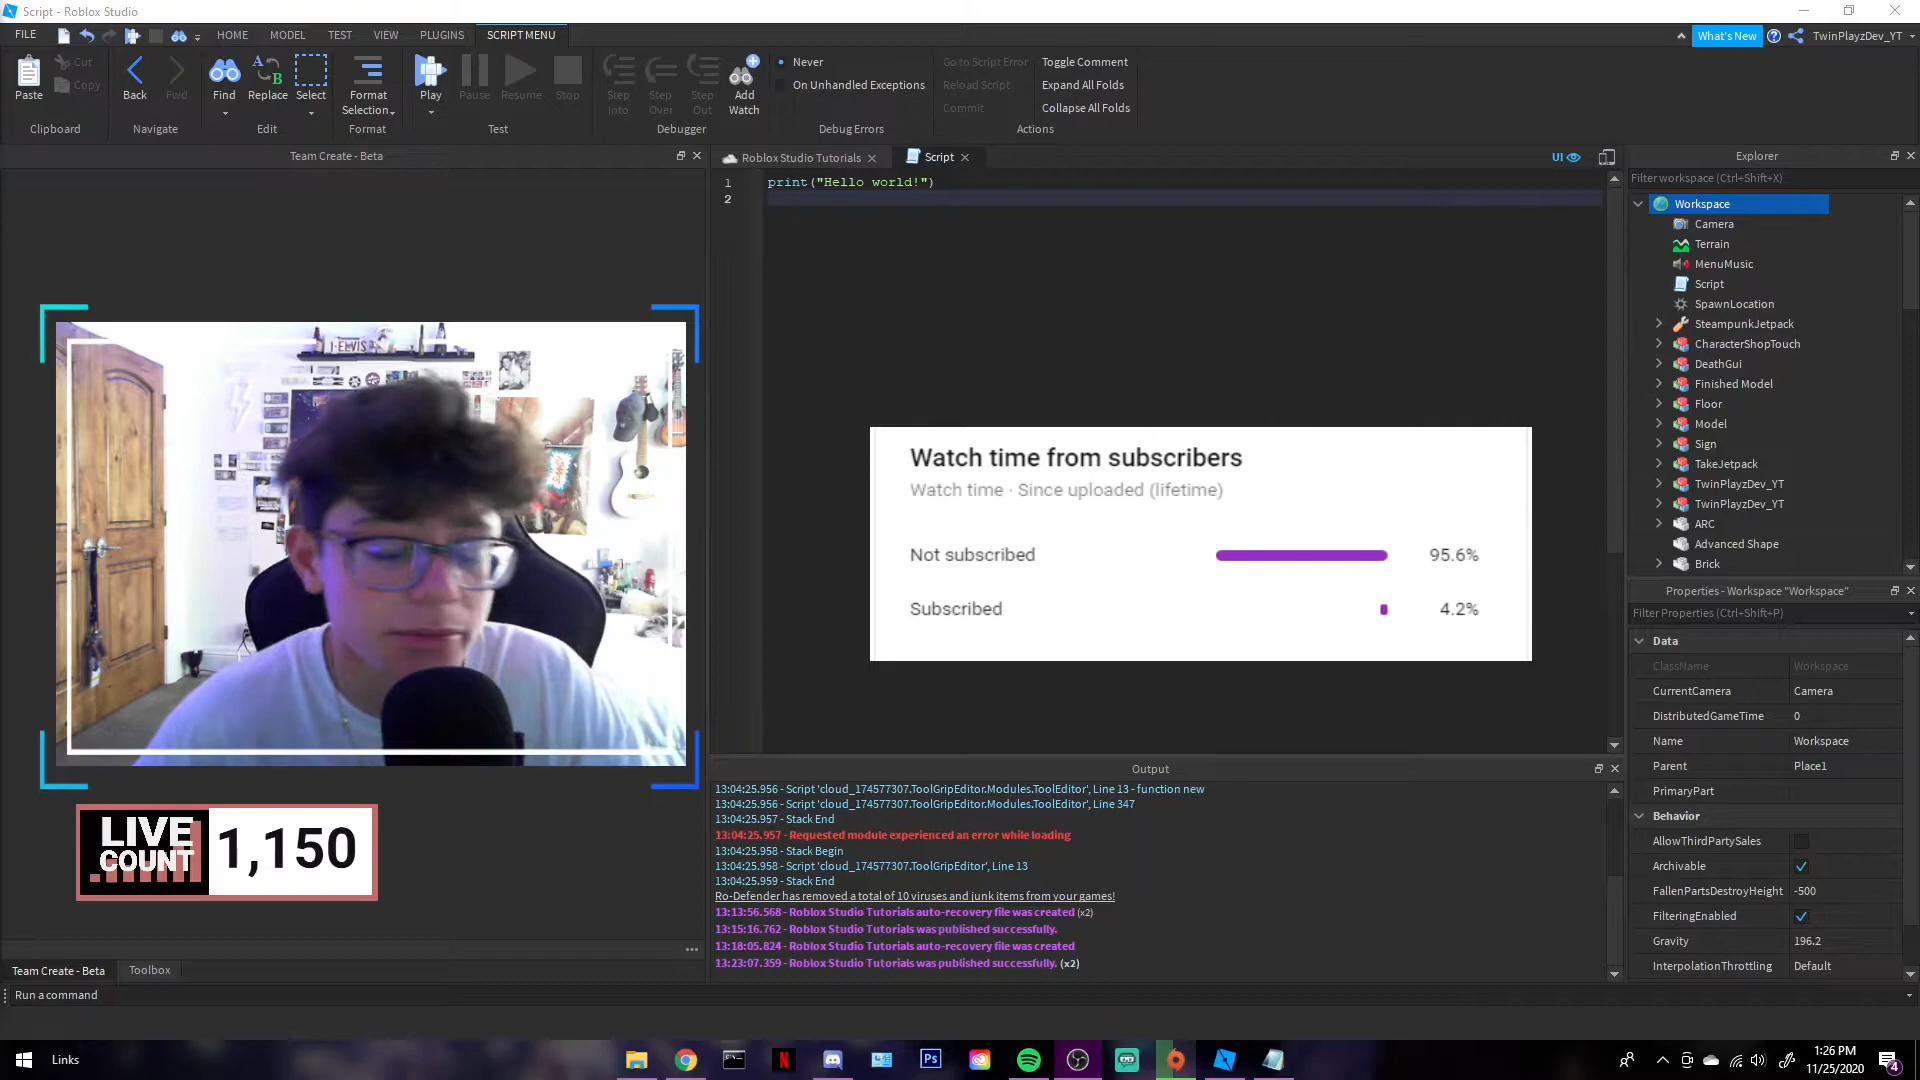 Script - Roblox Studio
FILE
HOME
MODEL
TEST
VIEW
PLUGINS
SCRIPT MENU
What's New
TwinPlayzDev_YT
Paste
Cut
Copy
Clipboard
Back
Fwd
Navigate
Find
Replace
Select
Edit
Format
Selection
Format
Play
Pause
Resume
Stop
Test
Step
Into
Step
Over
Step
Out
Add
Watch
Debugger
Never
On Unhandled Exceptions
Debug Errors
Go to Script Error
Reload Script
Commit
Toggle Comment
Expand All Folds
Collapse All Folds
Actions
Team Create - Beta
Roblox Studio Tutorials
Script
UI
1 print("Hello world!")
2
I-ELVIS
Watch time from subscribers
Watch time · Since uploaded (lifetime)
Not subscribed 95.6%
Subscribed 4.2%
LIVE
COUNT
1,150
Output
13:04:25.956 - Script 'cloud_174577307.ToolGripEditor.Modules.ToolEditor', Line 13 - function new
13:04:25.956 - Script 'cloud_174577307.ToolGripEditor.Modules.ToolEditor', Line 347
13:04:25.957 - Stack End
13:04:25.957 - Requested module experienced an error while loading
13:04:25.958 - Stack Begin
13:04:25.958 - Script 'cloud_174577307.ToolGripEditor', Line 13
13:04:25.959 - Stack End
Ro-Defender has removed a total of 10 viruses and junk items from your games!
13:13:56.568 - Roblox Studio Tutorials auto-recovery file was created (x2)
13:15:16.762 - Roblox Studio Tutorials was published successfully.
13:18:05.824 - Roblox Studio Tutorials auto-recovery file was created
13:23:07.359 - Roblox Studio Tutorials was published successfully. (x2)
Explorer
Filter workspace (Ctrl+Shift+X)
Workspace
Camera
Terrain
MenuMusic
Script
SpawnLocation
SteampunkJetpack
CharacterShopTouch
DeathGui
Finished Model
Floor
Model
Sign
TakeJetpack
TwinPlayzDev_YT
TwinPlayzDev_YT
ARC
Advanced Shape
Brick
Properties - Workspace "Workspace"
Filter Properties (Ctrl+Shift+P)
Data
ClassName Workspace
CurrentCamera Camera
DistributedGameTime 0
Name Workspace
Parent Place1
PrimaryPart
Behavior
AllowThirdPartySales
Archivable
FallenPartsDestroyHeight -500
FilteringEnabled
Gravity 196.2
InterpolationThrottling Default
Team Create - Beta
Toolbox
Run a command
Links
Ps
1:26 PM
11/25/2020
4